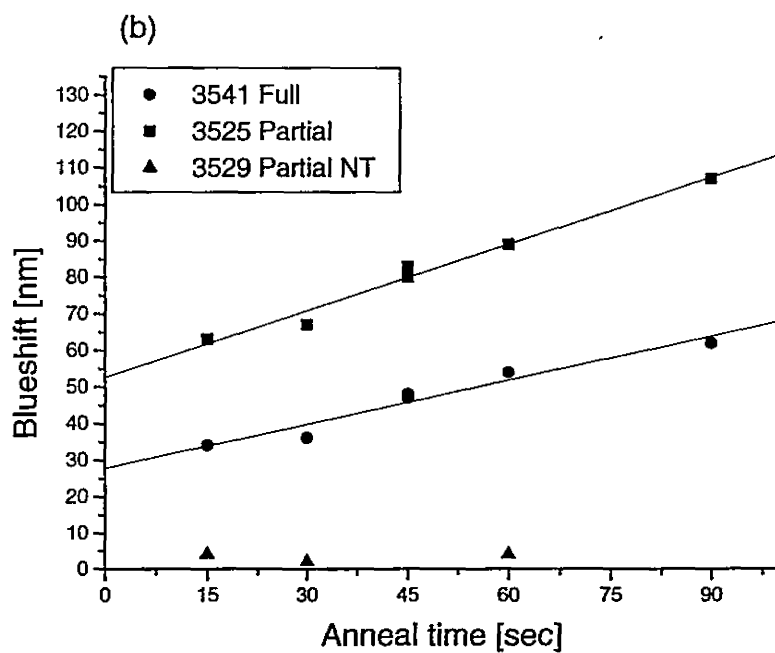 (b)
3541 Full
3525 Partial
3529 Partial NT
130
120
110
100
90
80
70
60
50
40
30
20
10
0
Blueshift [nm]
0 15 30 45 60 75 90
Anneal time [sec]